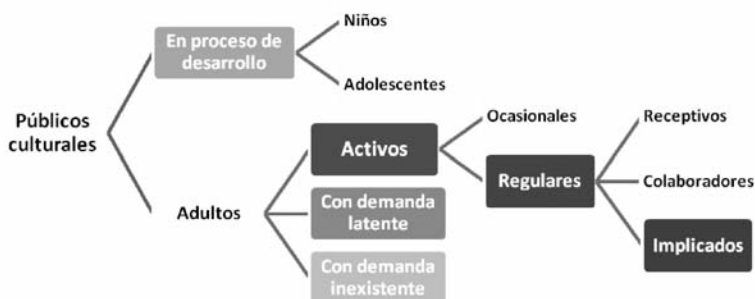 Públicos
culturales
En proceso de
desarrollo
Niños
Adolescentes
Adultos
Activos
Con demanda
latente
Con demanda
inexistente
Ocasionales
Regulares
Receptivos
Colaboradores
Implicados